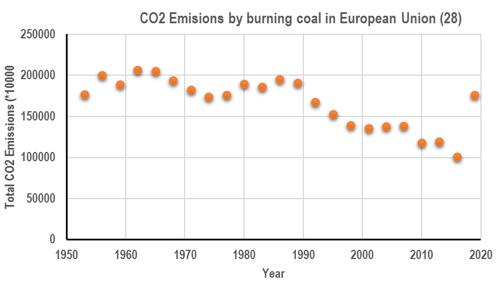 CO2 Emisions by burning coal in European Union (28)
250000
200000
150000
100000
50000
0
1950 1960 1970 1980 1990 2000 2010 2020
Year
Total CO2 Emissions (*10000